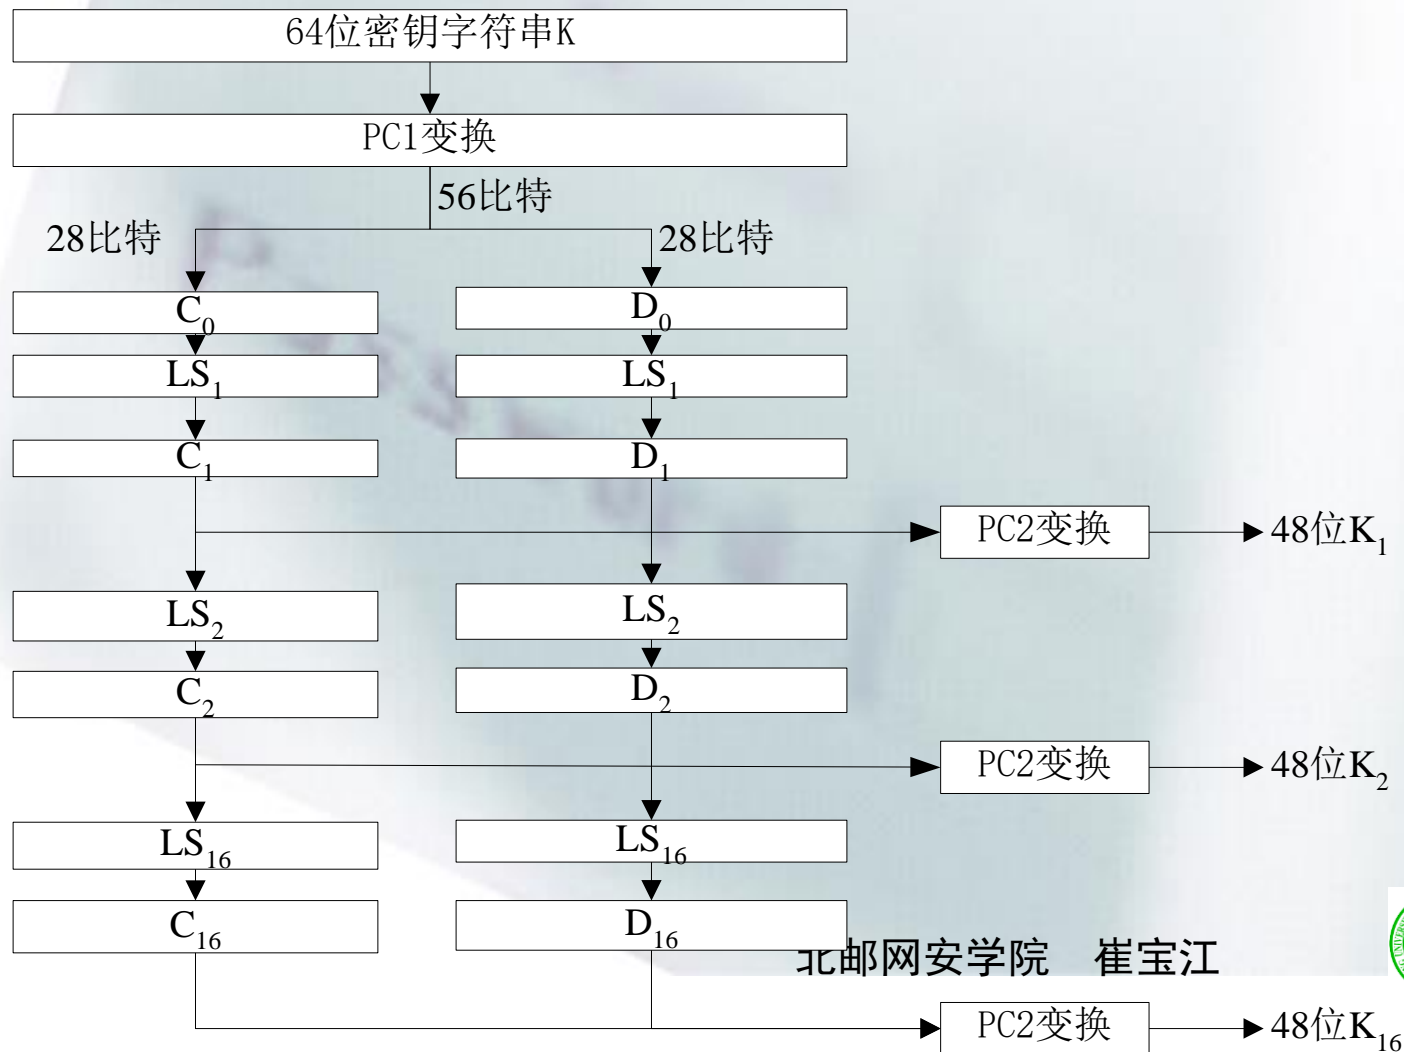 64位密钥字符串K
PC1变换
56比特
28比特
28比特
C₀
D₀
LS₁
LS₁
C₁
D₁
PC2变换
48位K₁
LS₂
LS₂
C₂
D₂
PC2变换
48位K₂
LS₁₆
LS₁₆
C₁₆
D₁₆
北邮网安学院 崔宝江
PC2变换
48位K₁₆